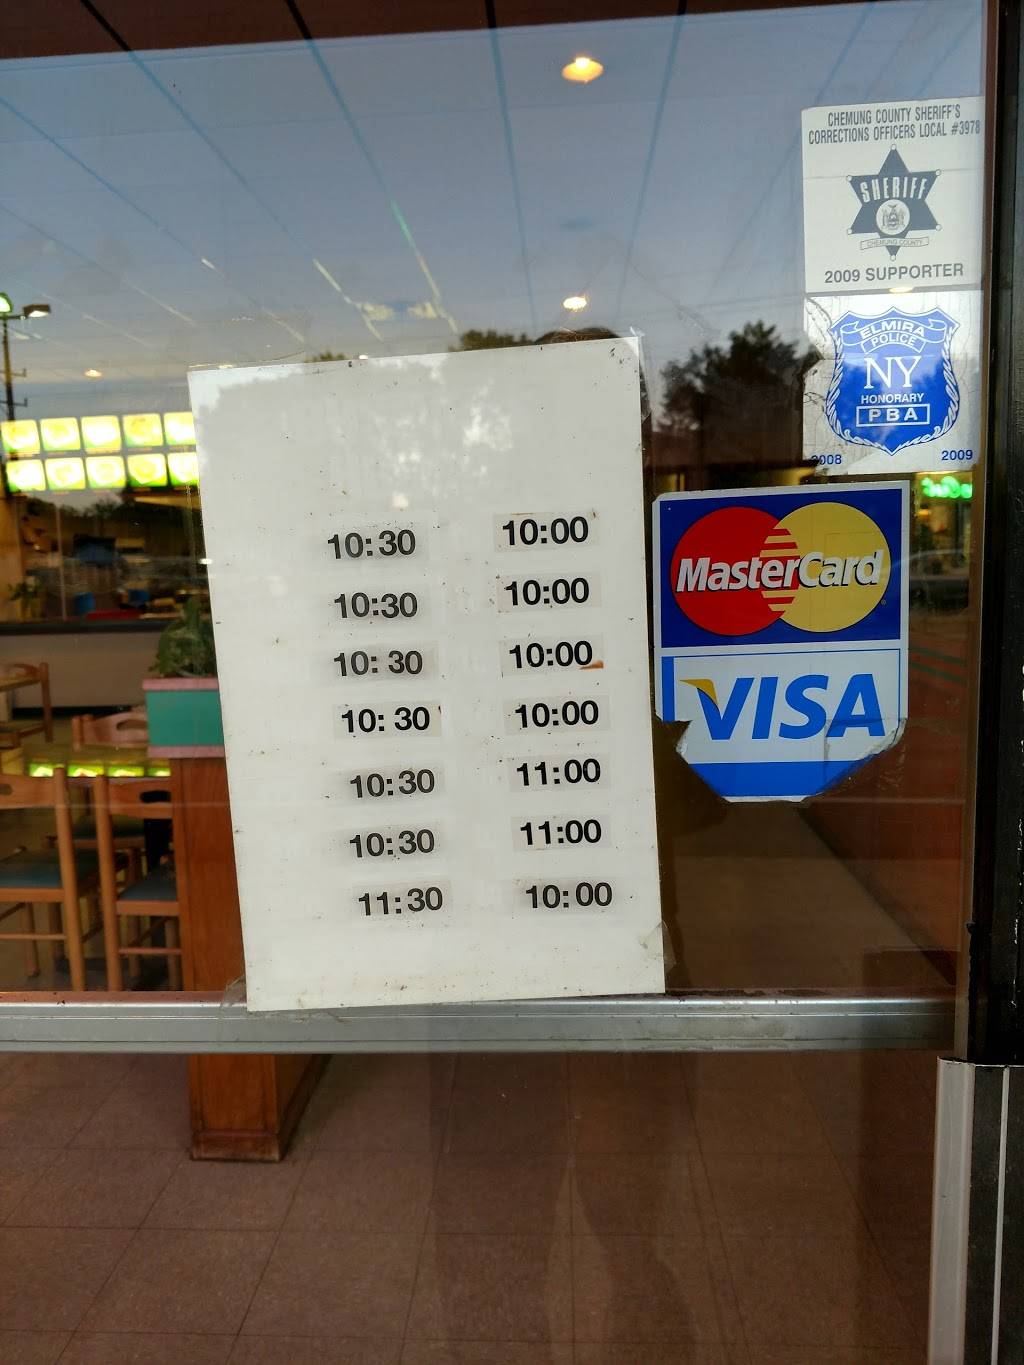 CHEMUNG COUNTY SHERIFF'S
CORRECTIONS OFFICERS LOCAL #3978
SHERIFF
CHEMUNG COUNTY
2009 SUPPORTER
ELMIRA
POLICE
NY
HONORARY
PBA
2008 2009
MasterCard
VISA
10:30 10:00
10:30 10:00
10:30 10:00
10:30 10:00
10:30 11:00
10:30 11:00
11:30 10:00